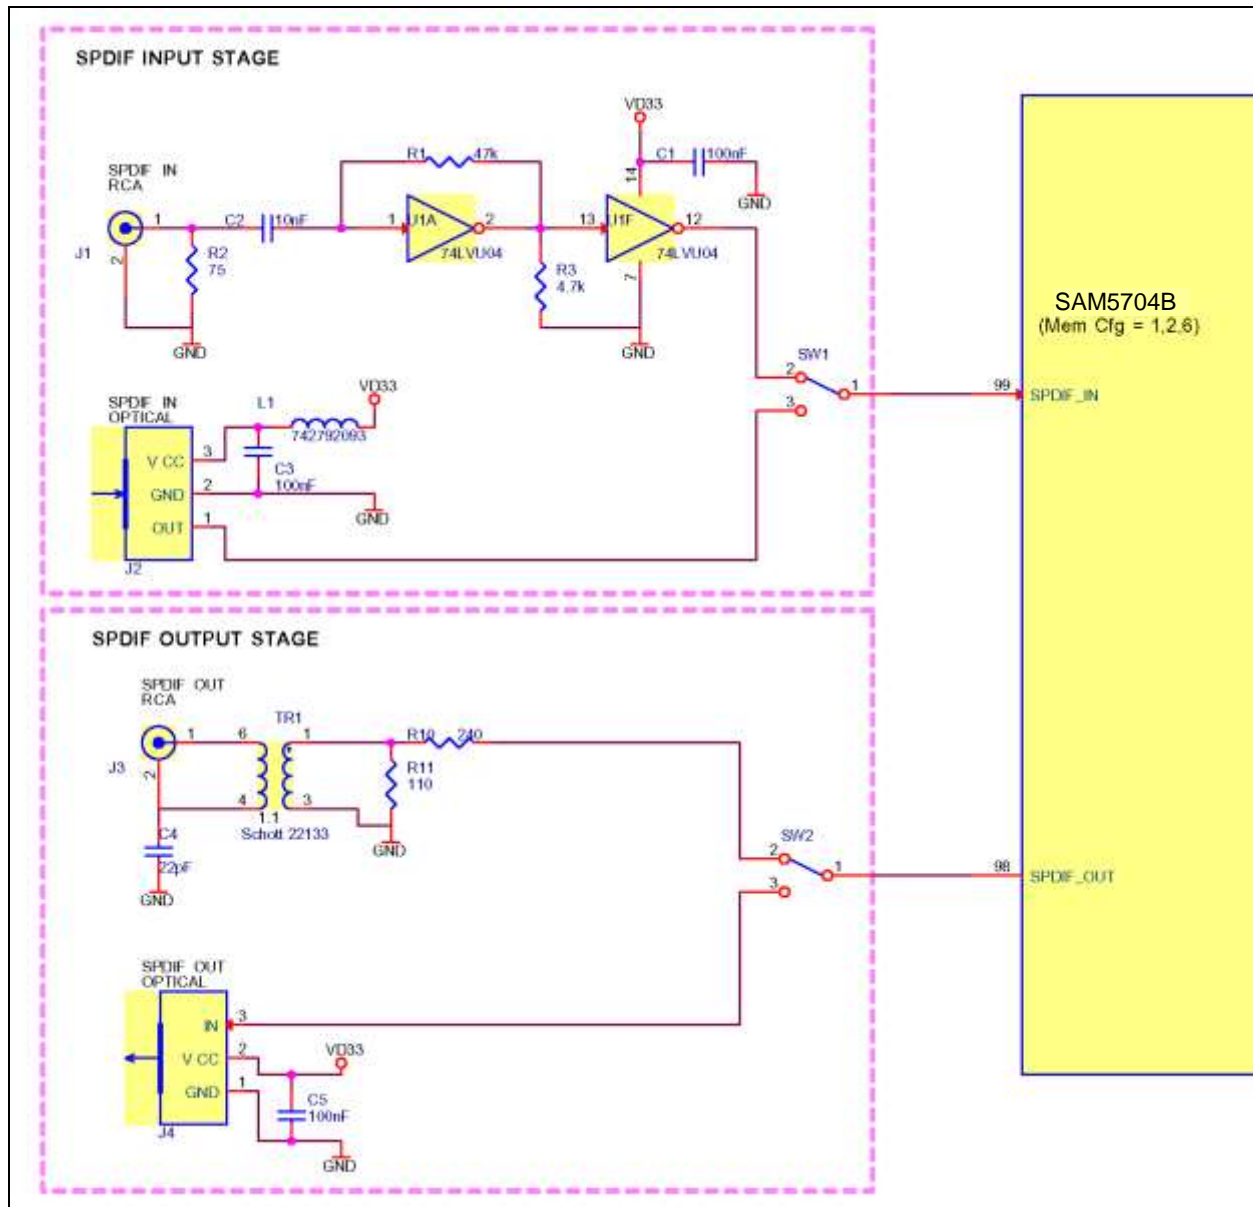 SPDIF INPUT STAGE
VD33
R1 47k
C1 100nF
14
SPDIF IN
RCA
GND
1
C2 10nF
1 U1A 2
13 U1F 12
J1
2
R2
75
74LVU04
74LVU04
R3
4.7k
7
SAM5704B
(Mem Cfg = 1,2,6)
GND
GND
SW1
2
1
99
SPDIF_IN
3
SPDIF IN
OPTICAL
L1
VD33
742792093
3
V CC
C3
100nF
2
GND
GND
1
OUT
J2
SPDIF OUTPUT STAGE
SPDIF OUT
RCA
TR1
1
6
1
R10 240
J3
2
R11
110
4
3
1.1
Schott 22133
C4
22pF
GND
GND
SW2
2
1
98
SPDIF_OUT
3
SPDIF OUT
OPTICAL
IN
3
V CC
2
VD33
GND
1
C5
100nF
J4
GND